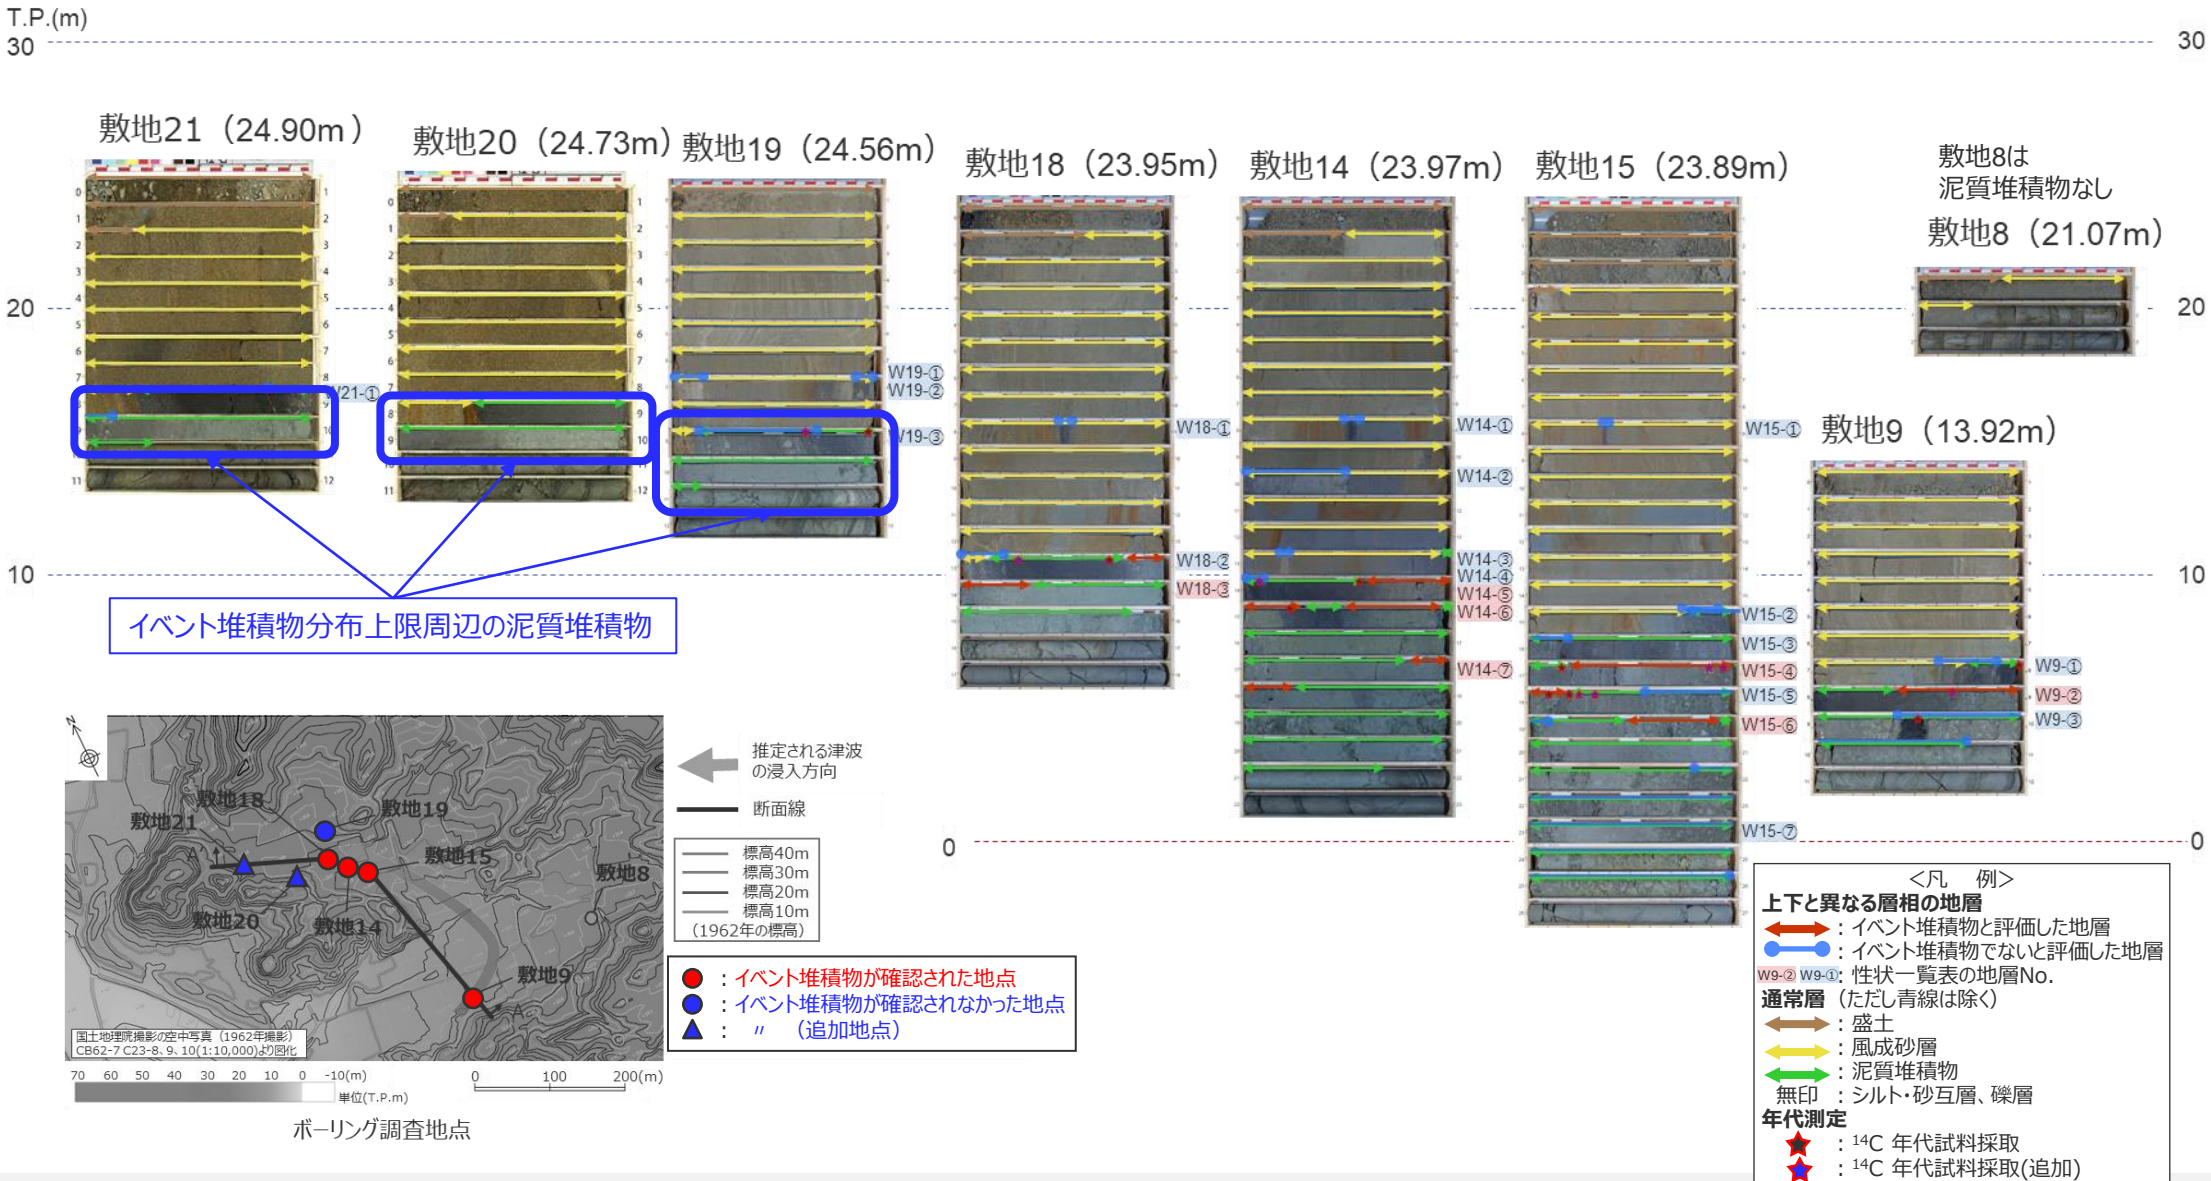 T.P.(m)
30
30
敷地21（24.90m）
敷地20（24.73m）
敷地19（24.56m）
敷地18（23.95m）
敷地14（23.97m）
敷地15（23.89m）
敷地8は
泥質堆積物なし
敷地8（21.07m）
20
20
W21-①
W19-①
W19-②
W19-③
W18-①
W14-①
W15-①
敷地9（13.92m）
W14-②
W18-②
W18-③
W14-③
W14-④
W14-⑤
W14-⑥
W14-⑦
10
10
W15-②
W15-③
W15-④
W15-⑤
W15-⑥
W15-⑦
W9-①
W9-②
W9-③
イベント堆積物分布上限周辺の泥質堆積物
0
0
N
敷地18
敷地19
敷地21
A'
敷地15
敷地8
敷地20
敷地14
敷地9
A
国土地理院撮影の空中写真（1962年撮影）
CB62-7 C23-8、9、10(1:10,000)より図化
70 60 50 40 30 20 10 0 -10(m)
単位(T.P.m)
0 100 200(m)
ボーリング調査地点
推定される津波
の浸入方向
断面線
標高40m
標高30m
標高20m
標高10m
（1962年の標高）
：イベント堆積物が確認された地点
：イベント堆積物が確認されなかった地点
： 〃 （追加地点）
＜凡 例＞
上下と異なる層相の地層
：イベント堆積物と評価した地層
：イベント堆積物でないと評価した地層
W9-② W9-①：性状一覧表の地層No.
通常層（ただし青線は除く）
：盛土
：風成砂層
：泥質堆積物
無印 ：シルト・砂互層、礫層
年代測定
：14C 年代試料採取
：14C 年代試料採取(追加)